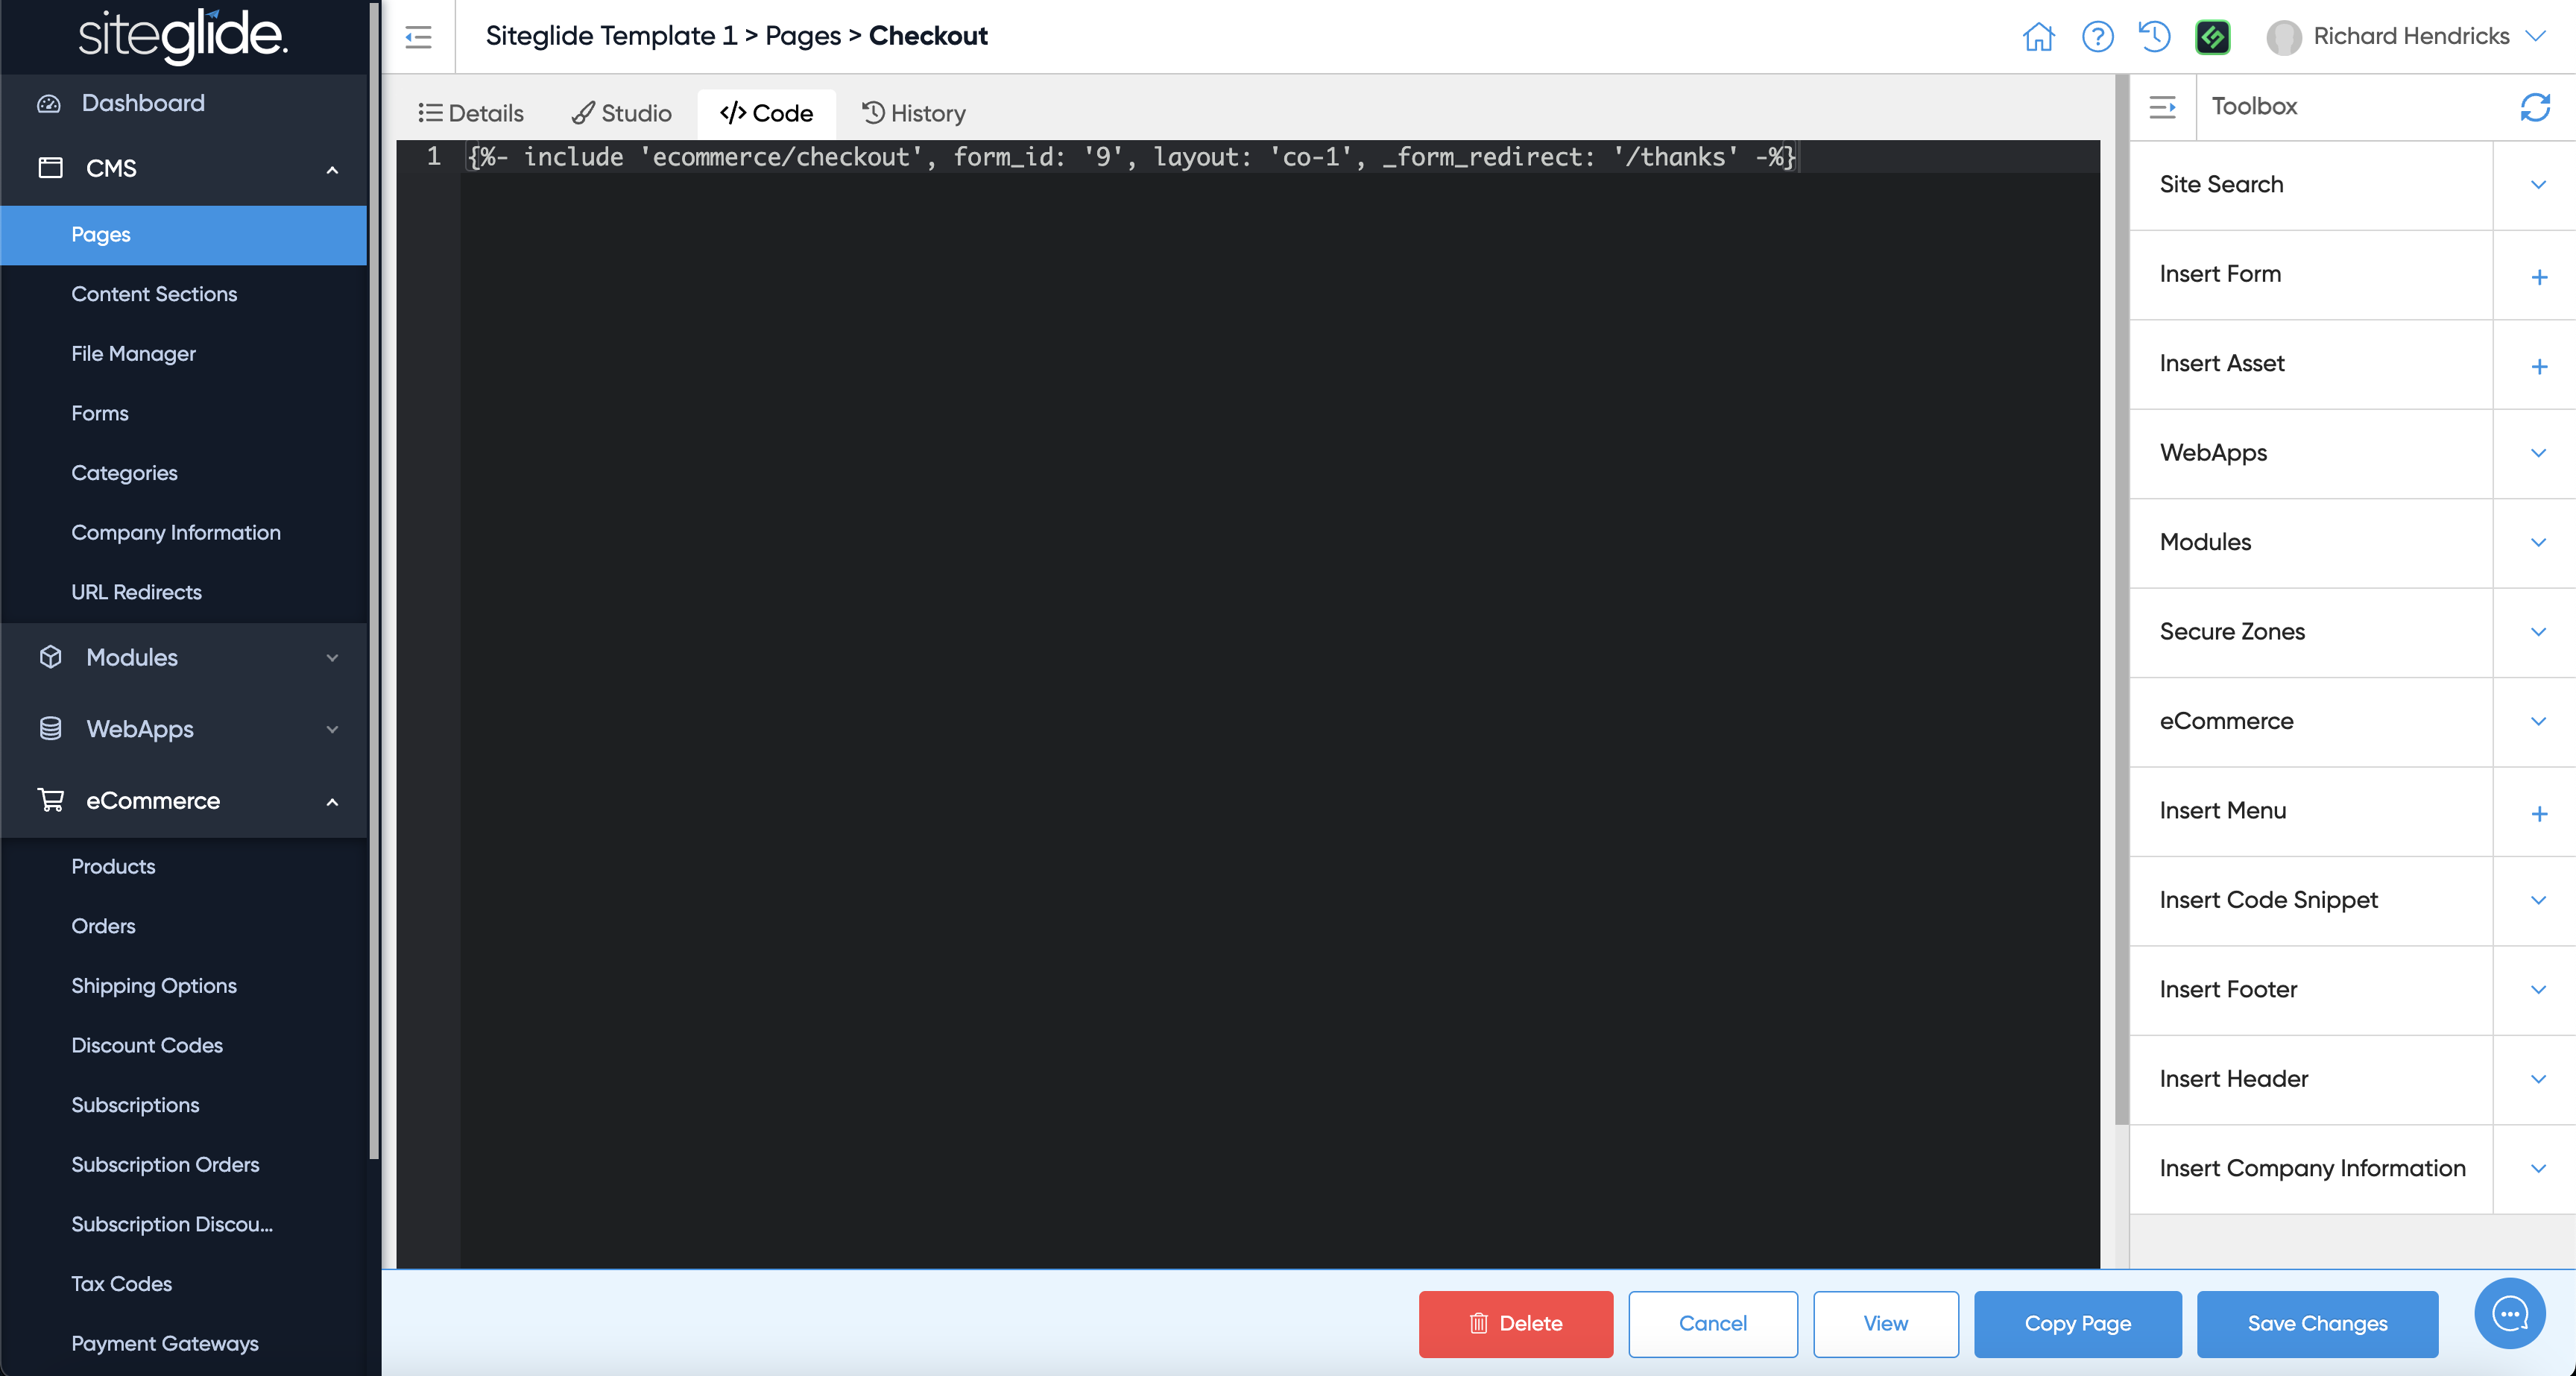 siteglide.
Dashboard
CMS
Pages
Content Sections
File Manager
Forms
Categories
Company Information
URL Redirects
Modules
WebApps
eCommerce
Products
Orders
Shipping Options
Discount Codes
Subscriptions
Subscription Orders
Subscription Discou...
Tax Codes
Payment Gateways
Siteglide Template 1 > Pages > Checkout
Richard Hendricks
Details
Studio
</> Code
History
1 {%- include 'ecommerce/checkout', form_id: '9', layout: 'co-1', _form_redirect: '/thanks' -%}
Toolbox
Site Search
Insert Form
Insert Asset
WebApps
Modules
Secure Zones
eCommerce
Insert Menu
Insert Code Snippet
Insert Footer
Insert Header
Insert Company Information
Delete
Cancel
View
Copy Page
Save Changes